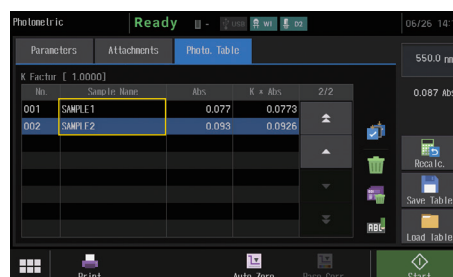 Photometric Ready USB WI D2 06/26 14:
Parameters Attachments Photo. Table
550.0 nm
K Factor [ 1.0000]
No. Sample Name Abs K * Abs 2/2
0.087 Abs
001 SAMPLE1 0.077 0.0773
002 SAMPLE2 0.093 0.0926
Recalc.
Save Table
RBL
Load Table
Print Auto Zero Base Corr. Start